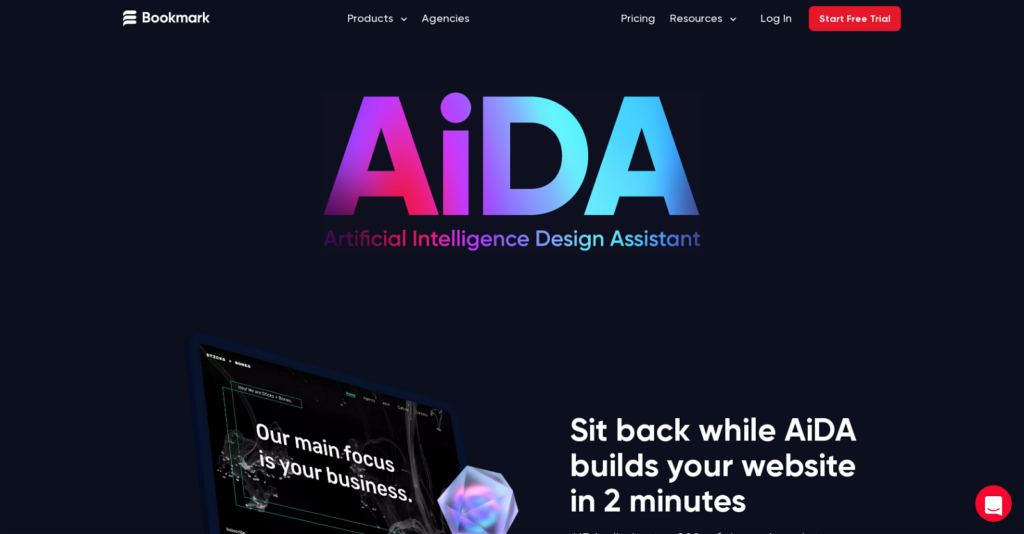 Bookmark
Products
Agencies
Pricing
Resources
Log In
Start Free Trial
AiDA
Artificial Intelligence Design Assistant
STICKS + BONES
Home
Our main focus
is your business.
Subscribe
Sit back while AiDA
builds your website
in 2 minutes